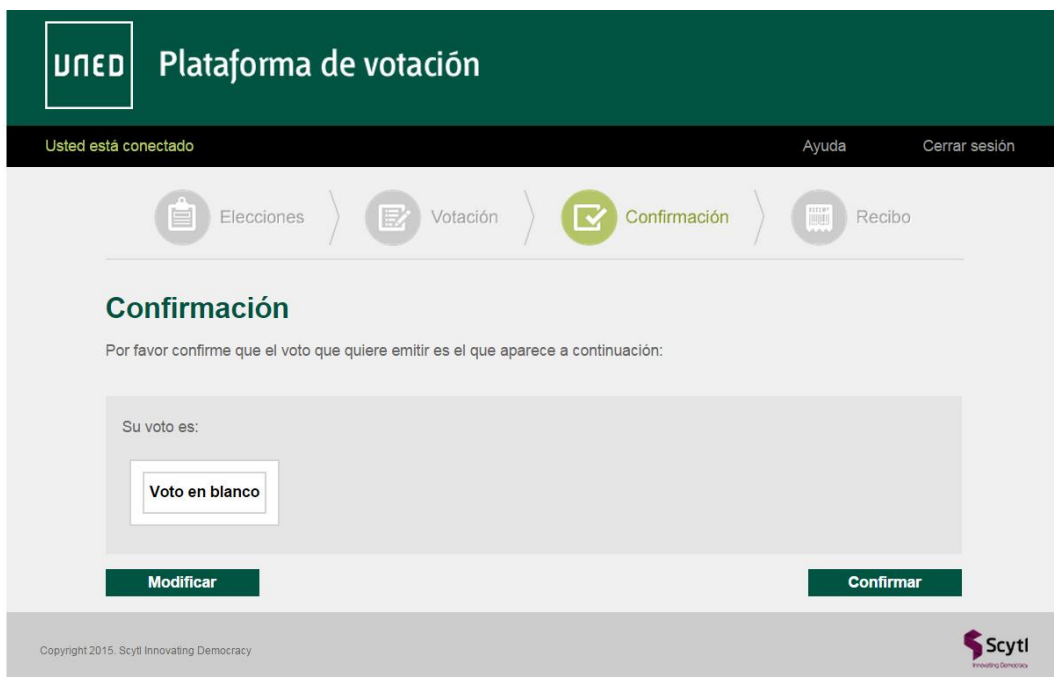 UNED Plataforma de votación
Usted está conectado Ayuda Cerrar sesión
Elecciones Votación Confirmación Recibo
Confirmación
Por favor confirme que el voto que quiere emitir es el que aparece a continuación:
Su voto es:
Voto en blanco
Modificar Confirmar
Copyright 2015. Scytl Innovating Democracy
Scytl
Innovating Democracy